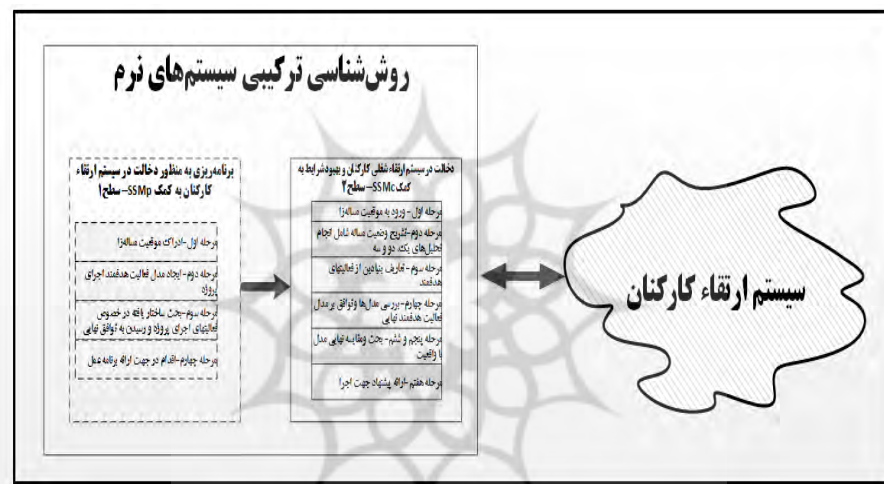 روش‌شناسی ترکیبی سیستم‌های نرم
دخالت در سیستم ارتقاء شغلی کارکنان و بهبود شرایط به
کمک SSMc– سطح۲
مرحله اول- ورود به موقعیت مساله‌زا
مرحله دوم-تشریح وضعیت مساله شامل انجام
تحلیل‌های یک، دو و سه
مرحله سوم- تعاریف بنیادین از فعالیتهای
هدفمند
مرحله چهارم- بررسی مدل‌ها وتوافق بر مدل
فعالیت هدفمند نهایی
مرحله پنجم و ششم- بحث ومقایسه نهایی مدل
با واقعیت
مرحله هفتم -ارائه پیشنهاد جهت اجرا
برنامه‌ریزی به منظور دخالت در سیستم ارتقاء
کارکنان به کمک SSMp– سطح۱
مرحله اول-ادراک موقعیت مساله‌زا
مرحله دوم- ایجاد مدل فعالیت هدفمند اجرای
پروژه
مرحله سوم-بحث ساختار یافته در خصوص
فعالیتهای اجرای پروژه و رسیدن به توافق نهایی
مرحله چهارم-اقدام در جهت ارائه برنامه عمل
سیستم ارتقاء کارکنان